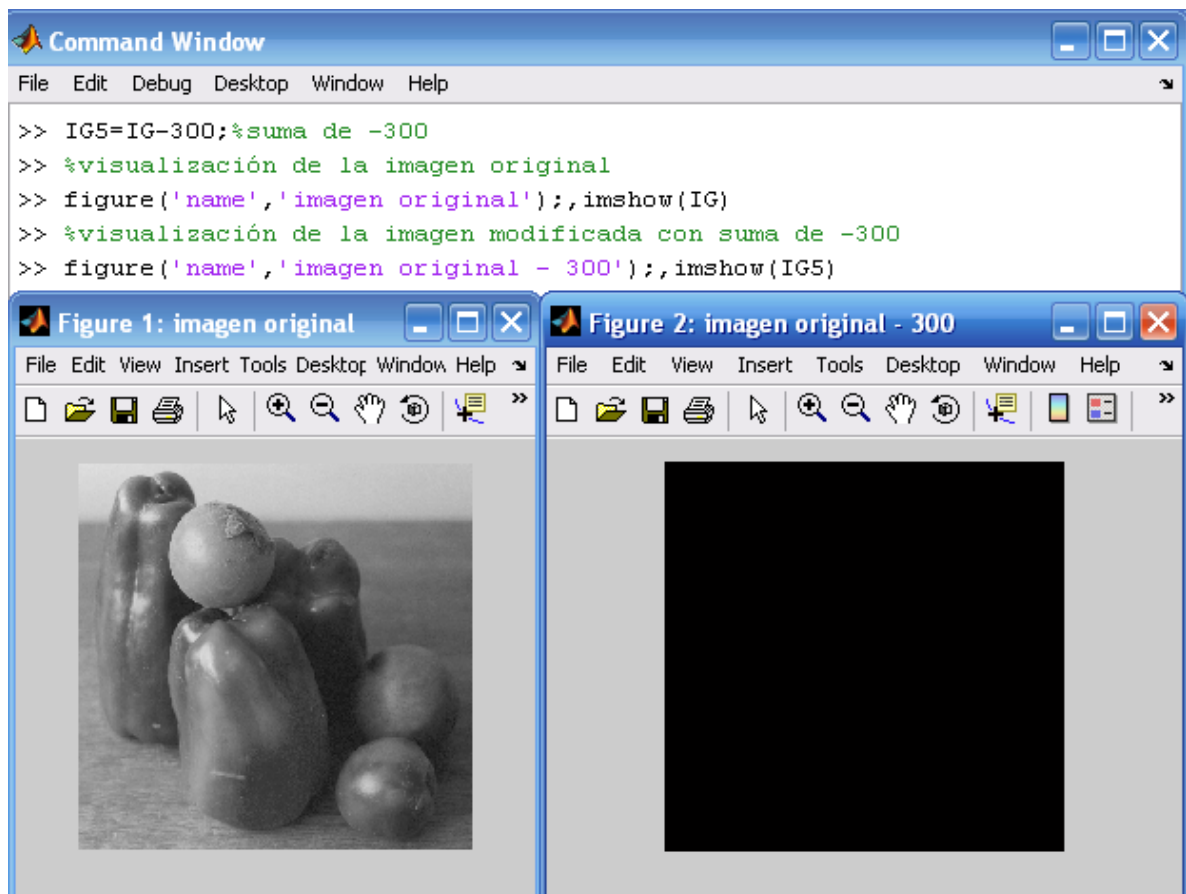 Command Window
File Edit Debug Desktop Window Help
>> IG5=IG-300;%suma de -300
>> %visualización de la imagen original
>> figure('name','imagen original');,imshow(IG)
>> %visualización de la imagen modificada con suma de -300
>> figure('name','imagen original - 300');,imshow(IG5)
Figure 1: imagen original
File Edit View Insert Tools Desktop Window Help
Figure 2: imagen original - 300
File Edit View Insert Tools Desktop Window Help